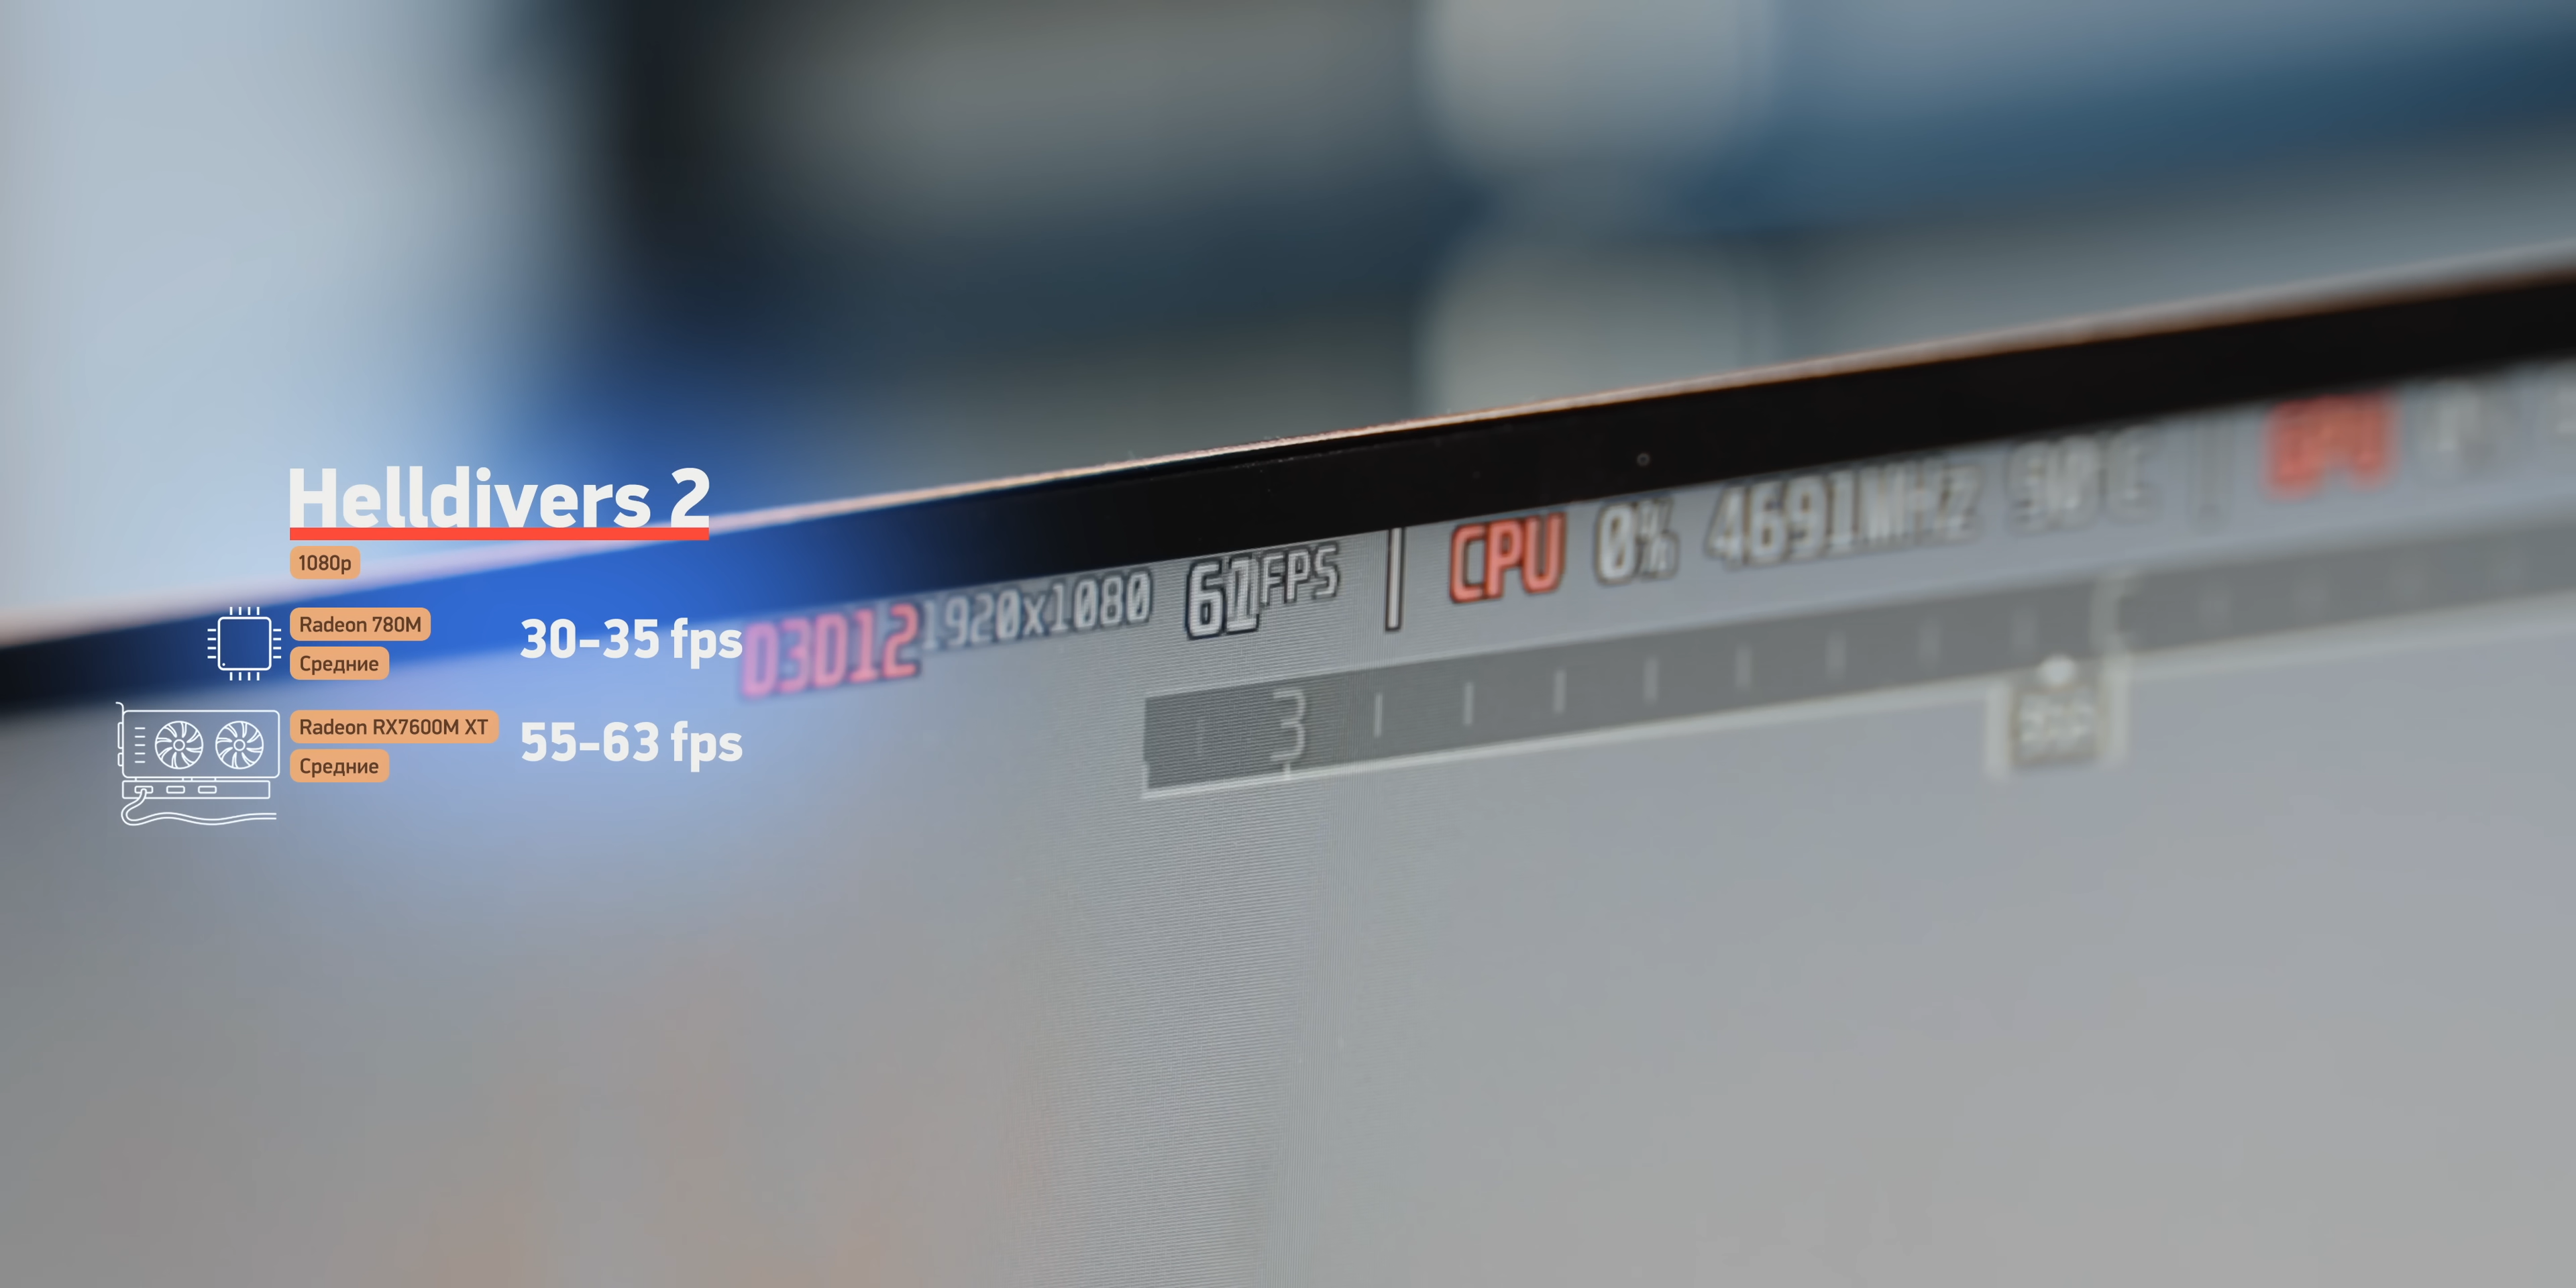 Helldivers 2
1080p
Radeon 780M
30-35 fps
Средние
Radeon RX7600M XT
55-63 fps
Средние
D3D12 1920x1080 61 FPS | CPU 0% 4691MHz 90°C
3